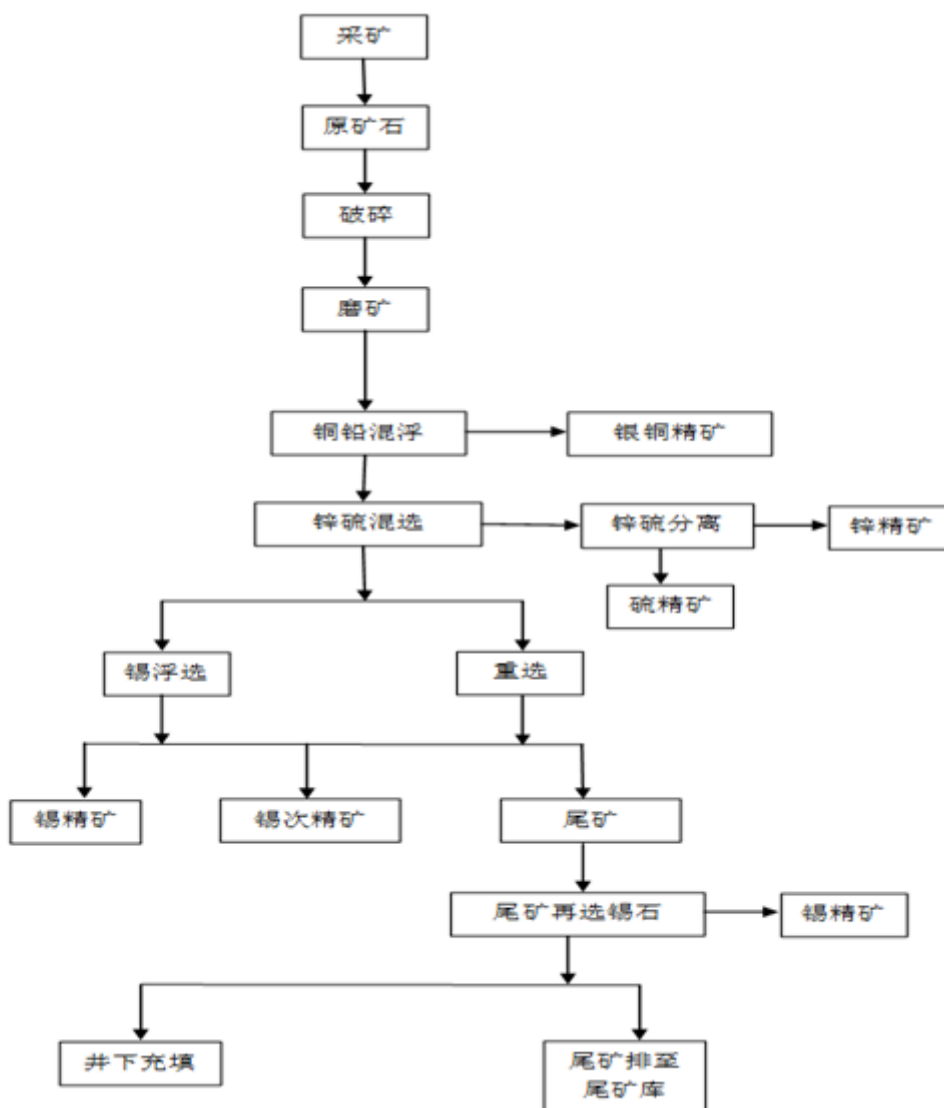 采矿
原矿石
破碎
磨矿
铜铅混浮
银铜精矿
锌硫混选
锌硫分离
锌精矿
硫精矿
锡浮选
重选
锡精矿
锡次精矿
尾矿
尾矿再选锡石
锡精矿
井下充填
尾矿排至
尾矿库